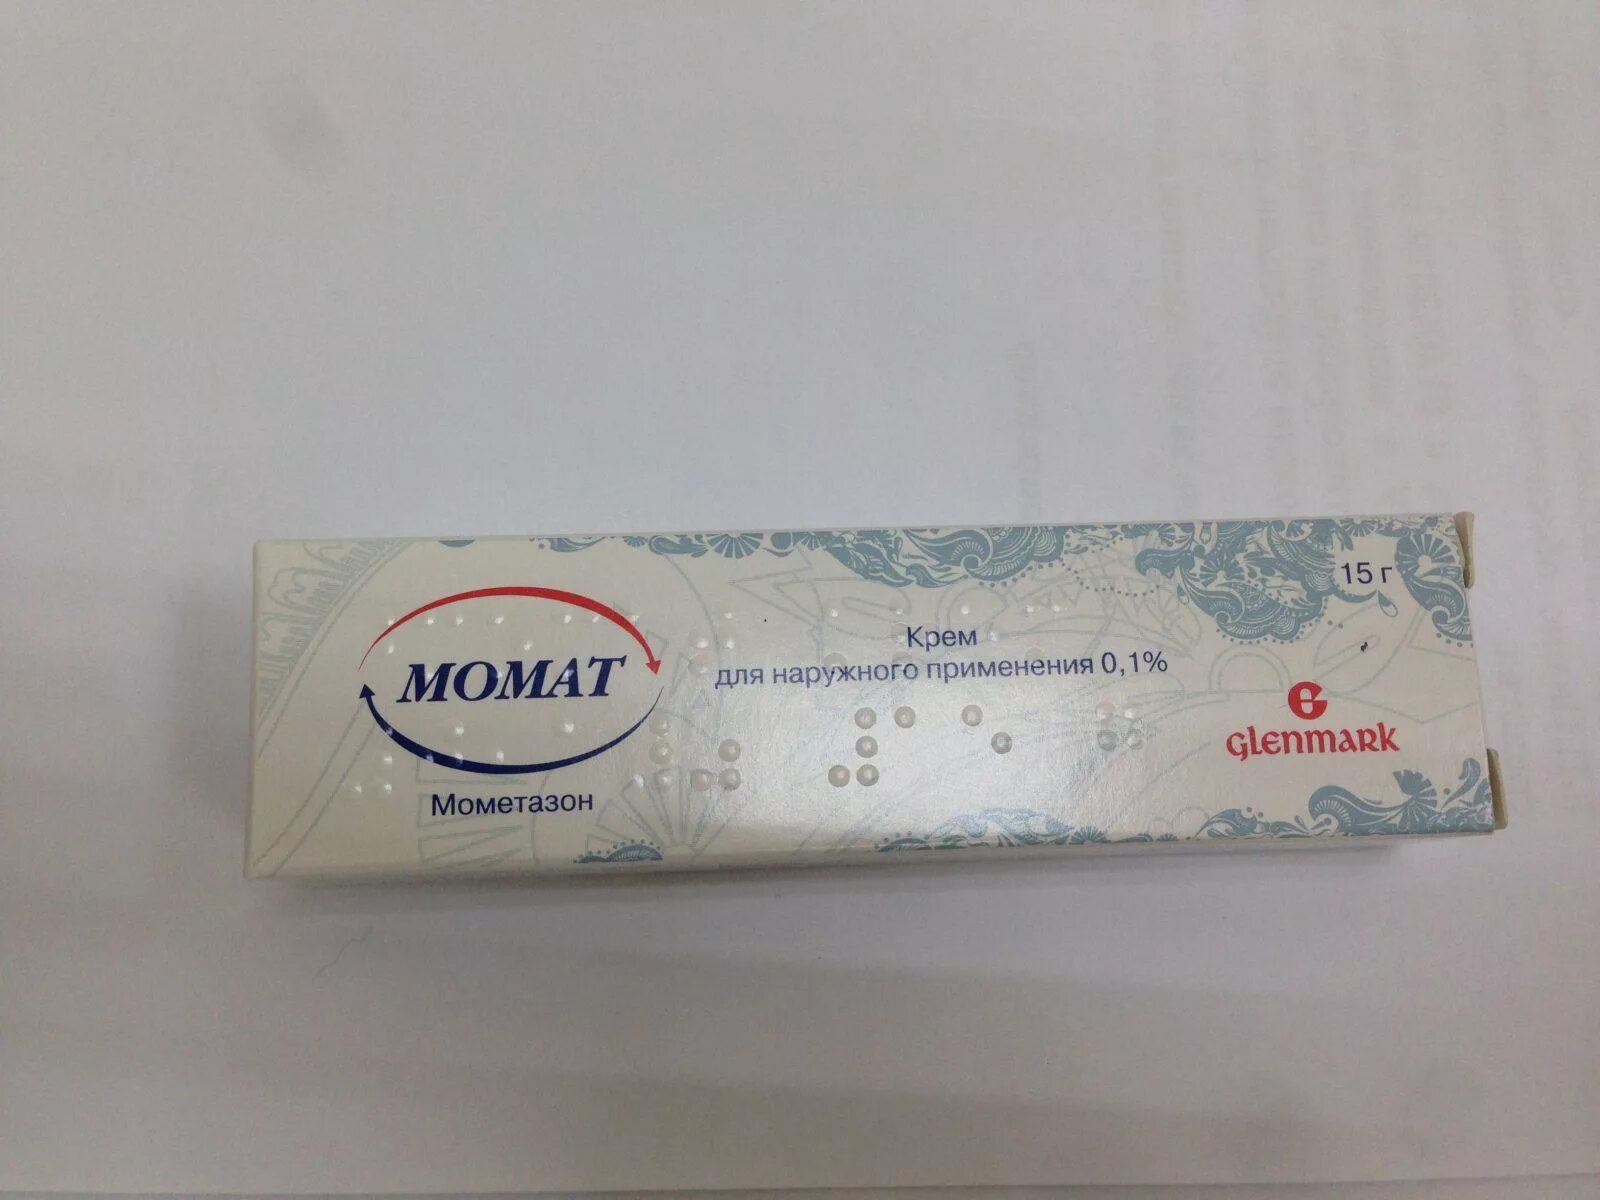 МОМАТ
Мометазон
Крем
для наружного применения 0,1%
15 г
GLENMARK